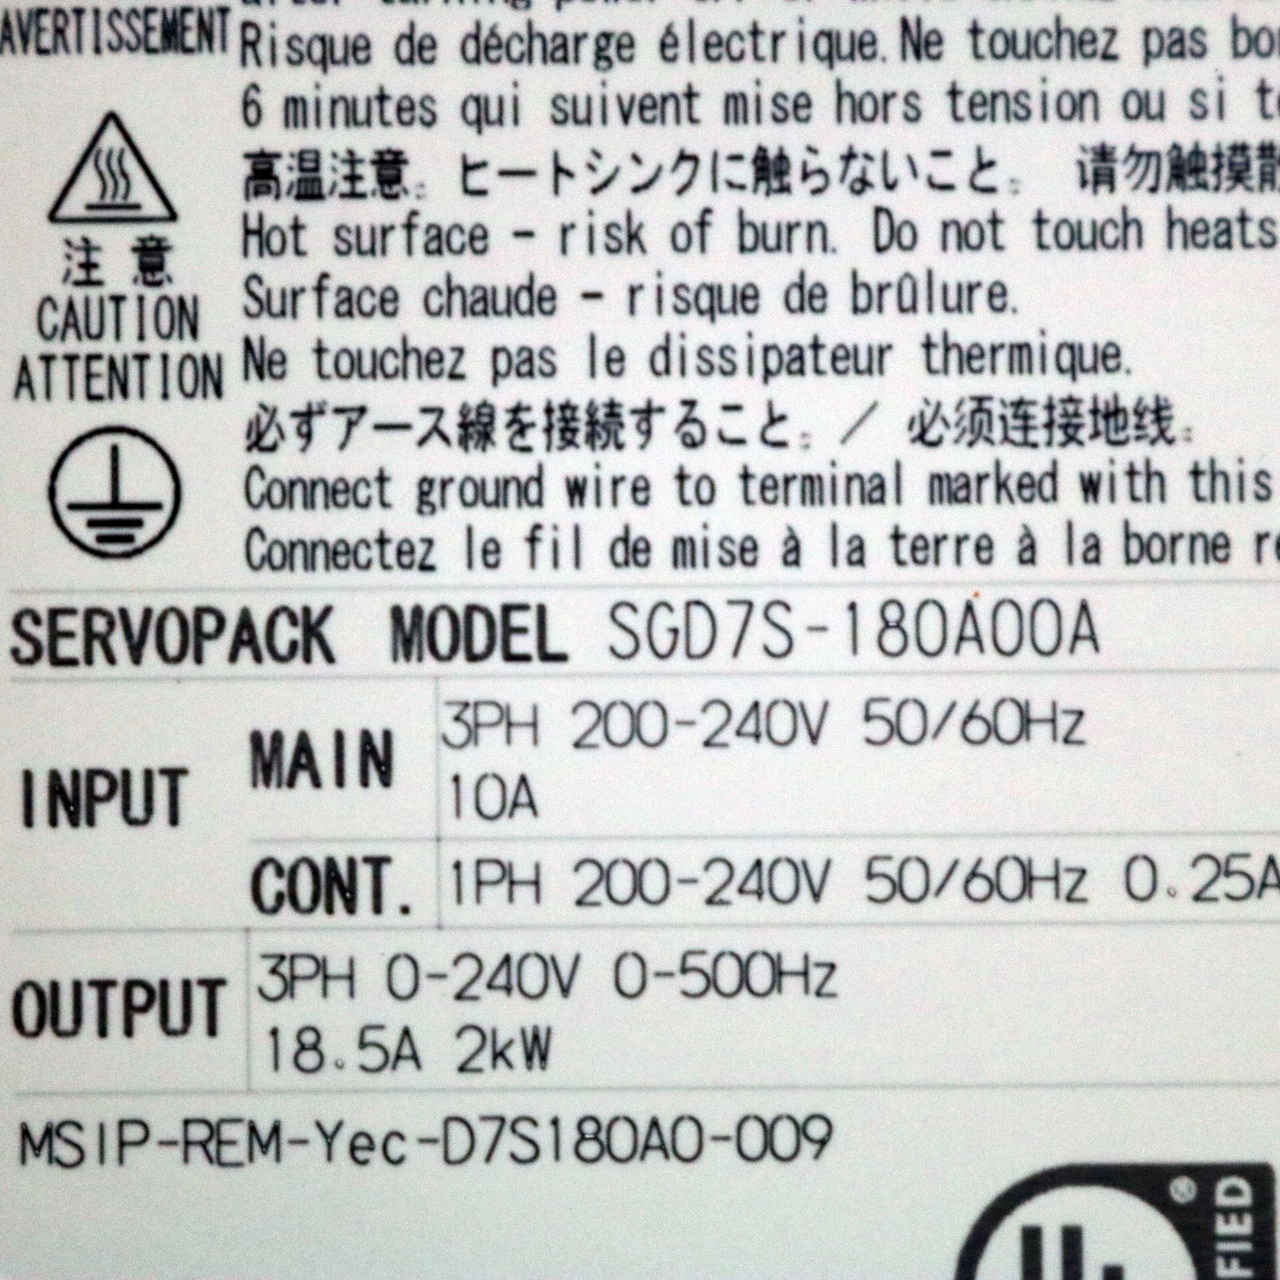 AVERTISSEMENT Risque de décharge électrique. Ne touchez pas
6 minutes qui suivent mise hors tension ou si
高温注意。 ヒートシンクに触らないこと。 请勿触摸散
Hot surface - risk of burn. Do not touch heats
注 意
CAUTION Surface chaude - risque de brûlure.
ATTENTION Ne touchez pas le dissipateur thermique.
必ずアース線を接続すること。 / 必须连接地线。
Connect ground wire to terminal marked with this
Connectez le fil de mise à la terre à la borne
SERVOPACK MODEL SGD7S-180A00A
INPUT MAIN 3PH 200-240V 50/60Hz
10A
CONT. 1PH 200-240V 50/60Hz 0.25A
OUTPUT 3PH 0-240V 0-500Hz
18.5A 2kW
MSIP-REM-Yec-D7S180A0-009
®
FIED